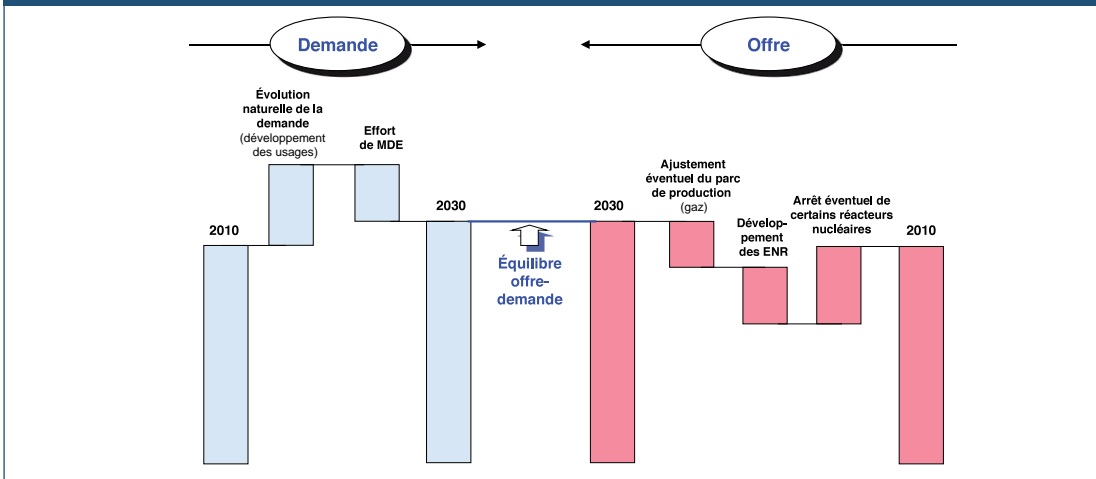 Demande
Offre
Évolution
naturelle de la
demande
(développement
des usages)
Effort
de MDE
2010
2030
Équilibre
offre-
demande
2030
Ajustement
éventuel du parc
de production
(gaz)
Dévelop-
pement
des ENR
Arrêt éventuel de
certains réacteurs
nucléaires
2010